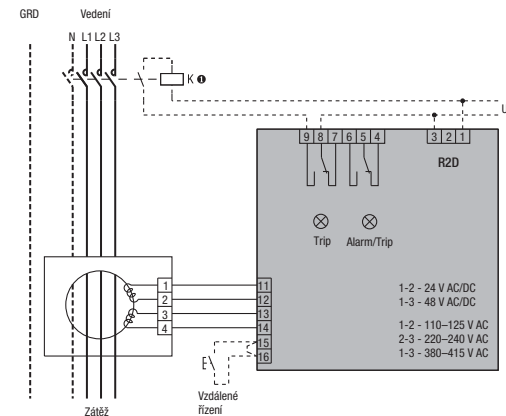 GRD
Vedení
N L1 L2 L3
K ❶
U
9 8 7 6 5 4
3 2 1
R2D
Trip
Alarm/Trip
1
2
3
4
11
12
13
14
15
16
1-2 - 24 V AC/DC
1-3 - 48 V AC/DC
1-2 - 110–125 V AC
2-3 - 220–240 V AC
1-3 - 380–415 V AC
Vzdálené
řízení
Zátěž